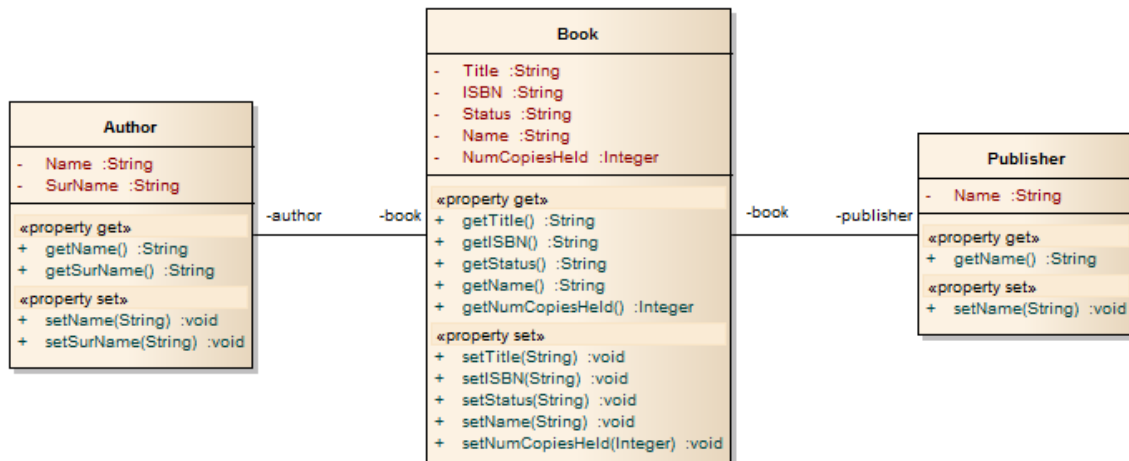 Author
- Name :String
- SurName :String
«property get»
+ getName() :String
+ getSurName() :String
«property set»
+ setName(String) :void
+ setSurName(String) :void
-author
-book
Book
- Title :String
- ISBN :String
- Status :String
- Name :String
- NumCopiesHeld :Integer
«property get»
+ getTitle() :String
+ getISBN() :String
+ getStatus() :String
+ getName() :String
+ getNumCopiesHeld() :Integer
«property set»
+ setTitle(String) :void
+ setISBN(String) :void
+ setStatus(String) :void
+ setName(String) :void
+ setNumCopiesHeld(Integer) :void
-book
-publisher
Publisher
- Name :String
«property get»
+ getName() :String
«property set»
+ setName(String) :void